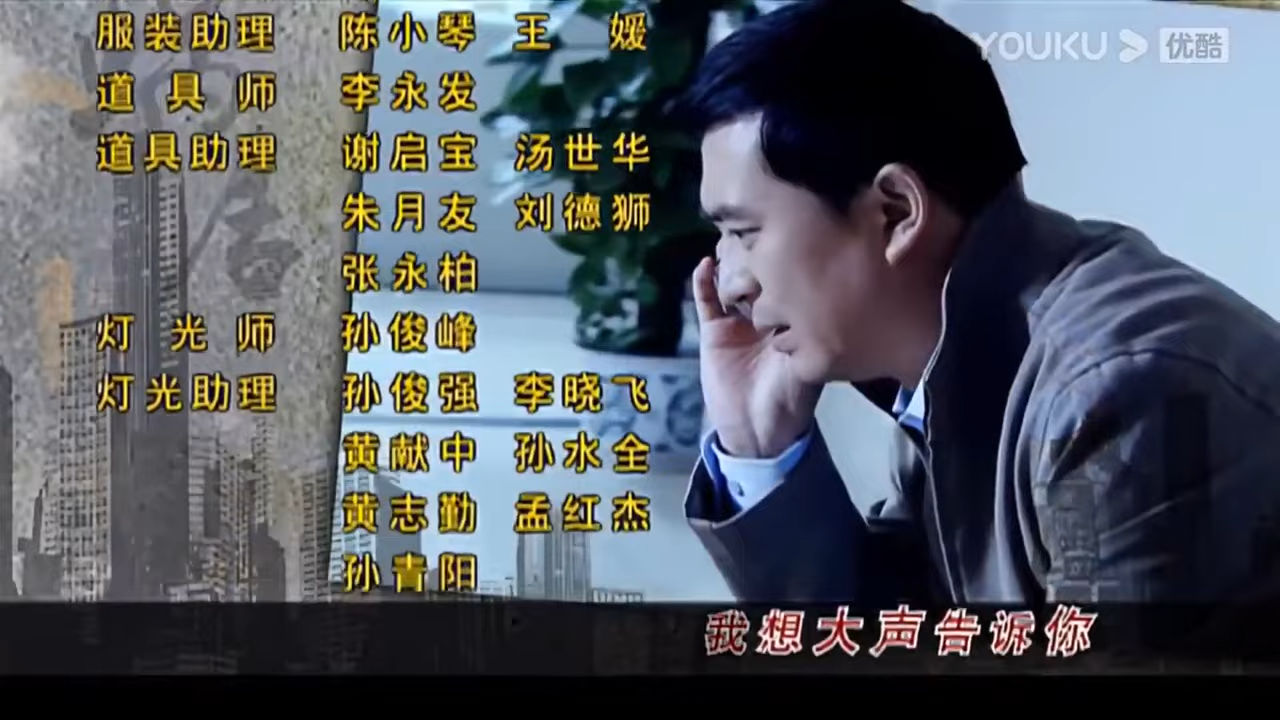 YOUKU 优酷
服装助理 陈小琴 王媛
道具师 李永发
道具助理 谢启宝 汤世华
朱月友 刘德狮
张永柏
灯光师 孙俊峰
灯光助理 孙俊强 李晓飞
黄献中 孙水全
黄志勤 孟红杰
孙青阳
我想大声告诉你